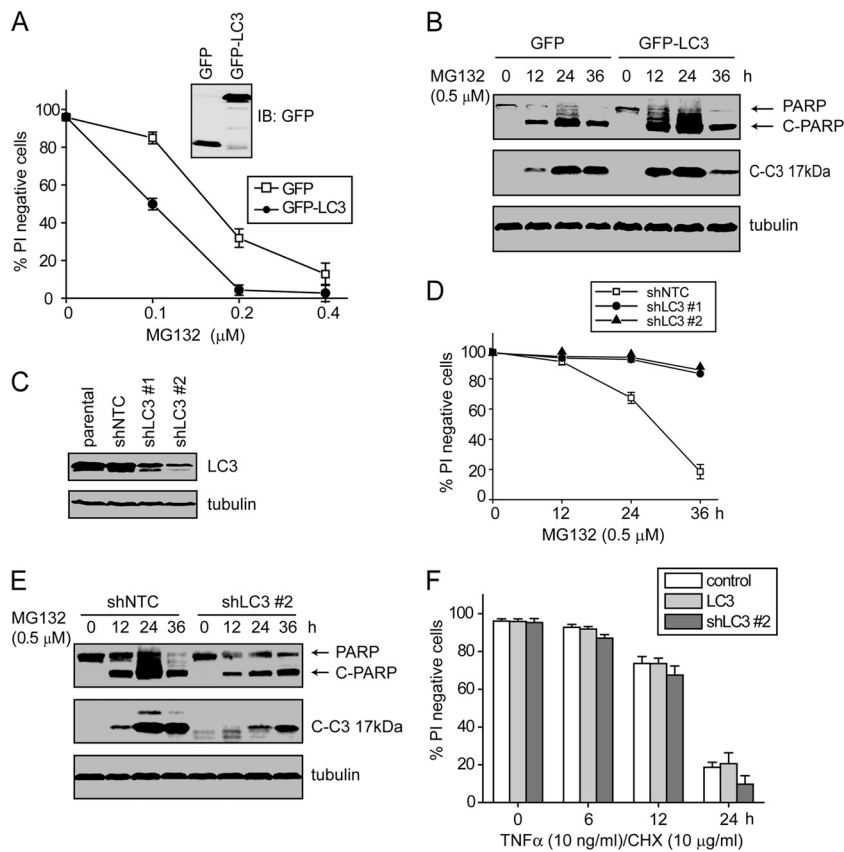 A
GFP
GFP-LC3
IB: GFP
% PI negative cells
100
80
60
40
20
0
GFP
GFP-LC3
0 0.1 0.2 0.4
MG132 (μM)
B
GFP GFP-LC3
MG132 0 12 24 36 0 12 24 36 h
(0.5 μM)
← PARP
← C-PARP
C-C3 17kDa
tubulin
C
parental
shNTC
shLC3 #1
shLC3 #2
LC3
tubulin
D
shNTC
shLC3 #1
shLC3 #2
% PI negative cells
100
80
60
40
20
0
0 12 24 36 h
MG132 (0.5 μM)
E
shNTC shLC3 #2
MG132 0 12 24 36 0 12 24 36 h
(0.5 μM)
← PARP
← C-PARP
C-C3 17kDa
tubulin
F
control
LC3
shLC3 #2
% PI negative cells
100
80
60
40
20
0
0 6 12 24 h
TNFα (10 ng/ml)/CHX (10 μg/ml)